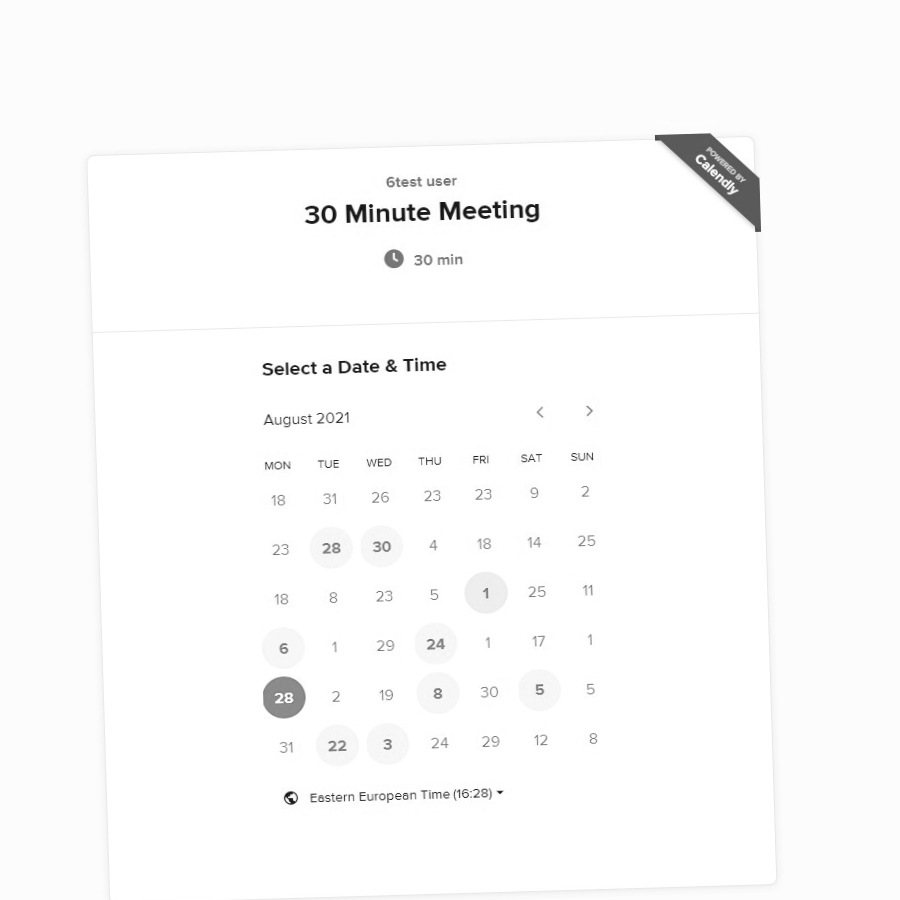 POWERED BY
Calendly
6test user
30 Minute Meeting
30 min
Select a Date & Time
August 2021
MON TUE WED THU FRI SAT SUN
18 31 26 23 23 9 2
23 28 30 4 18 14 25
18 8 23 5 1 25 11
6 1 29 24 1 17 1
28 2 19 8 30 5 5
31 22 3 24 29 12 8
Eastern European Time (16:28)